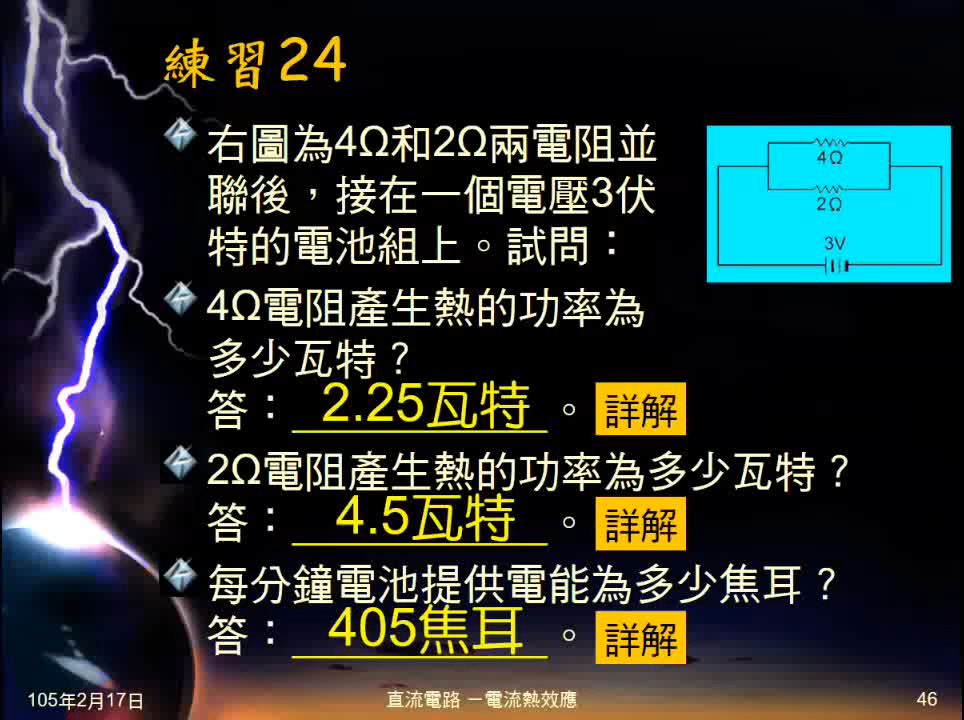 練習24
右圖為4Ω和2Ω兩電阻並
聯後，接在一個電壓3伏
特的電池組上。試問：
4Ω
2Ω
3V
4Ω電阻產生熱的功率為
多少瓦特？
答：2.25瓦特。詳解
2Ω電阻產生熱的功率為多少瓦特？
答：4.5瓦特。詳解
每分鐘電池提供電能為多少焦耳？
答：405焦耳。詳解
105年2月17日
直流電路 －電流熱效應
46